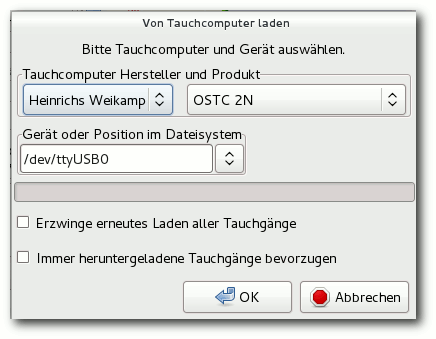 Von Tauchcomputer laden
Bitte Tauchcomputer und Gerät auswählen.
Tauchcomputer Hersteller und Produkt
Heinrichs Weikamp OSTC 2N
Gerät oder Position im Dateisystem
/dev/ttyUSB0
Erzwinge erneutes Laden aller Tauchgänge
Immer heruntergeladene Tauchgänge bevorzugen
OK Abbrechen